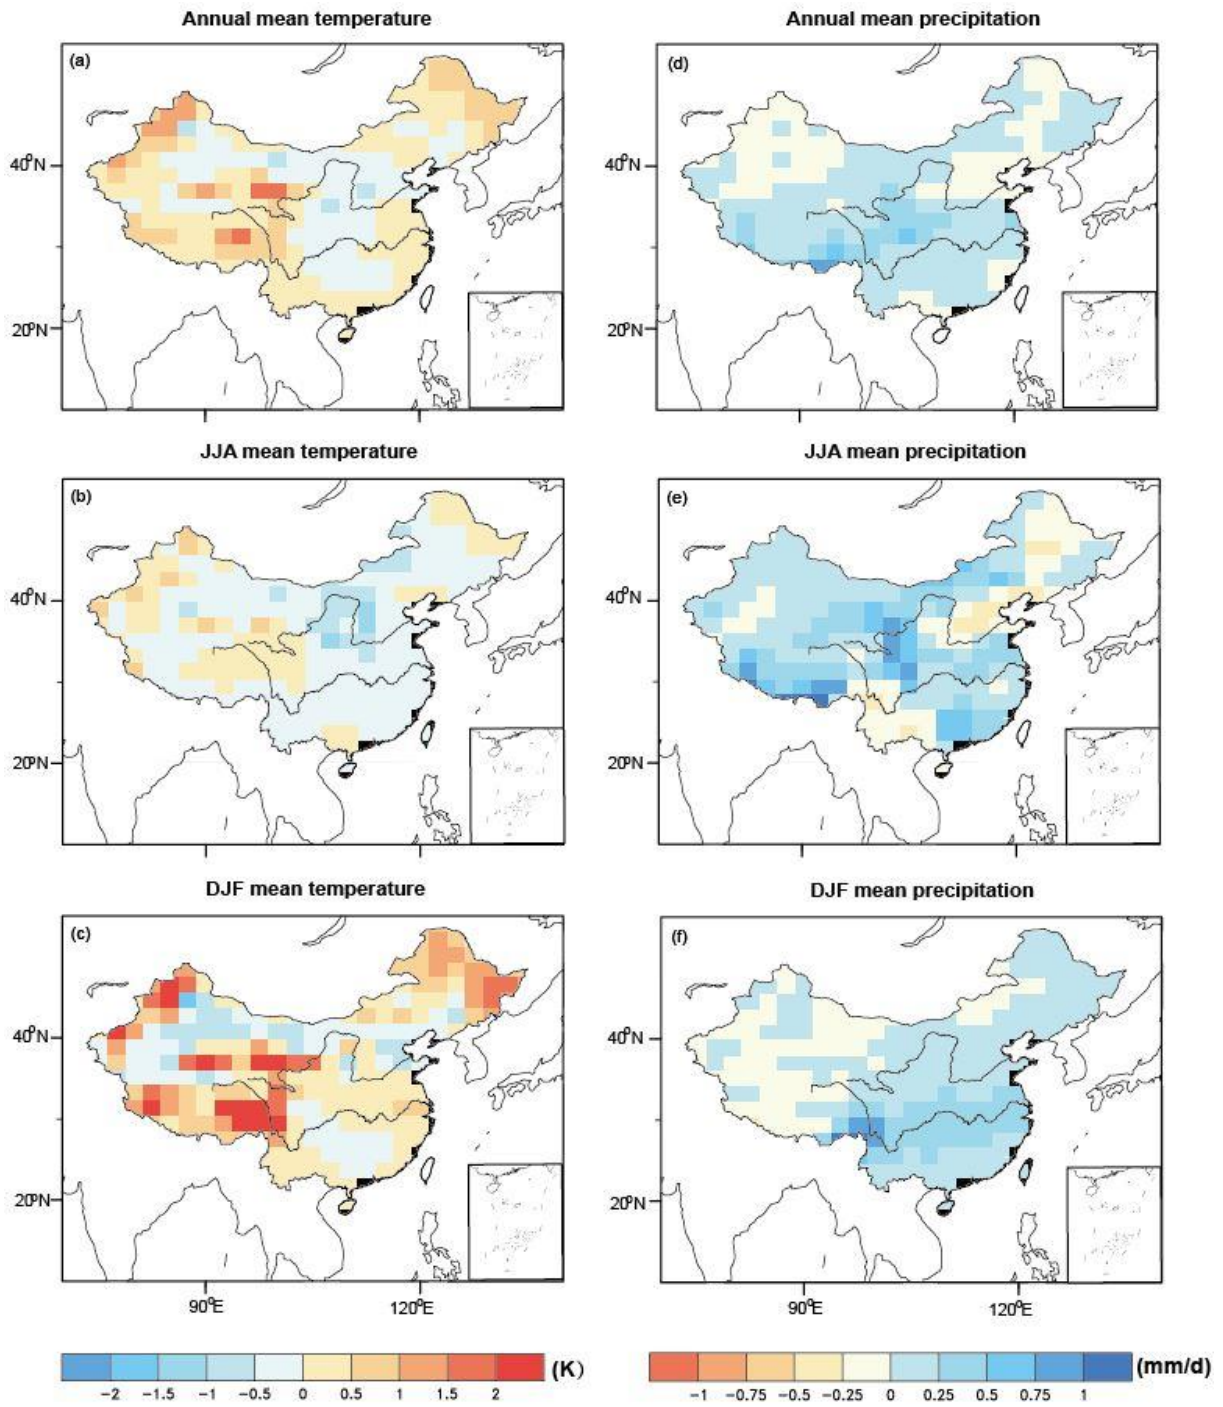 Annual mean temperature
Annual mean precipitation
(a)
(d)
40°N
40°N
20°N
20°N
JJA mean temperature
JJA mean precipitation
(b)
(e)
40°N
40°N
20°N
20°N
DJF mean temperature
DJF mean precipitation
(c)
(f)
40°N
40°N
20°N
20°N
90°E
120°E
90°E
120°E
−2 −1.5 −1 −0.5 0 0.5 1 1.5 2 (K)
−1 −0.75 −0.5 −0.25 0 0.25 0.5 0.75 1 (mm/d)